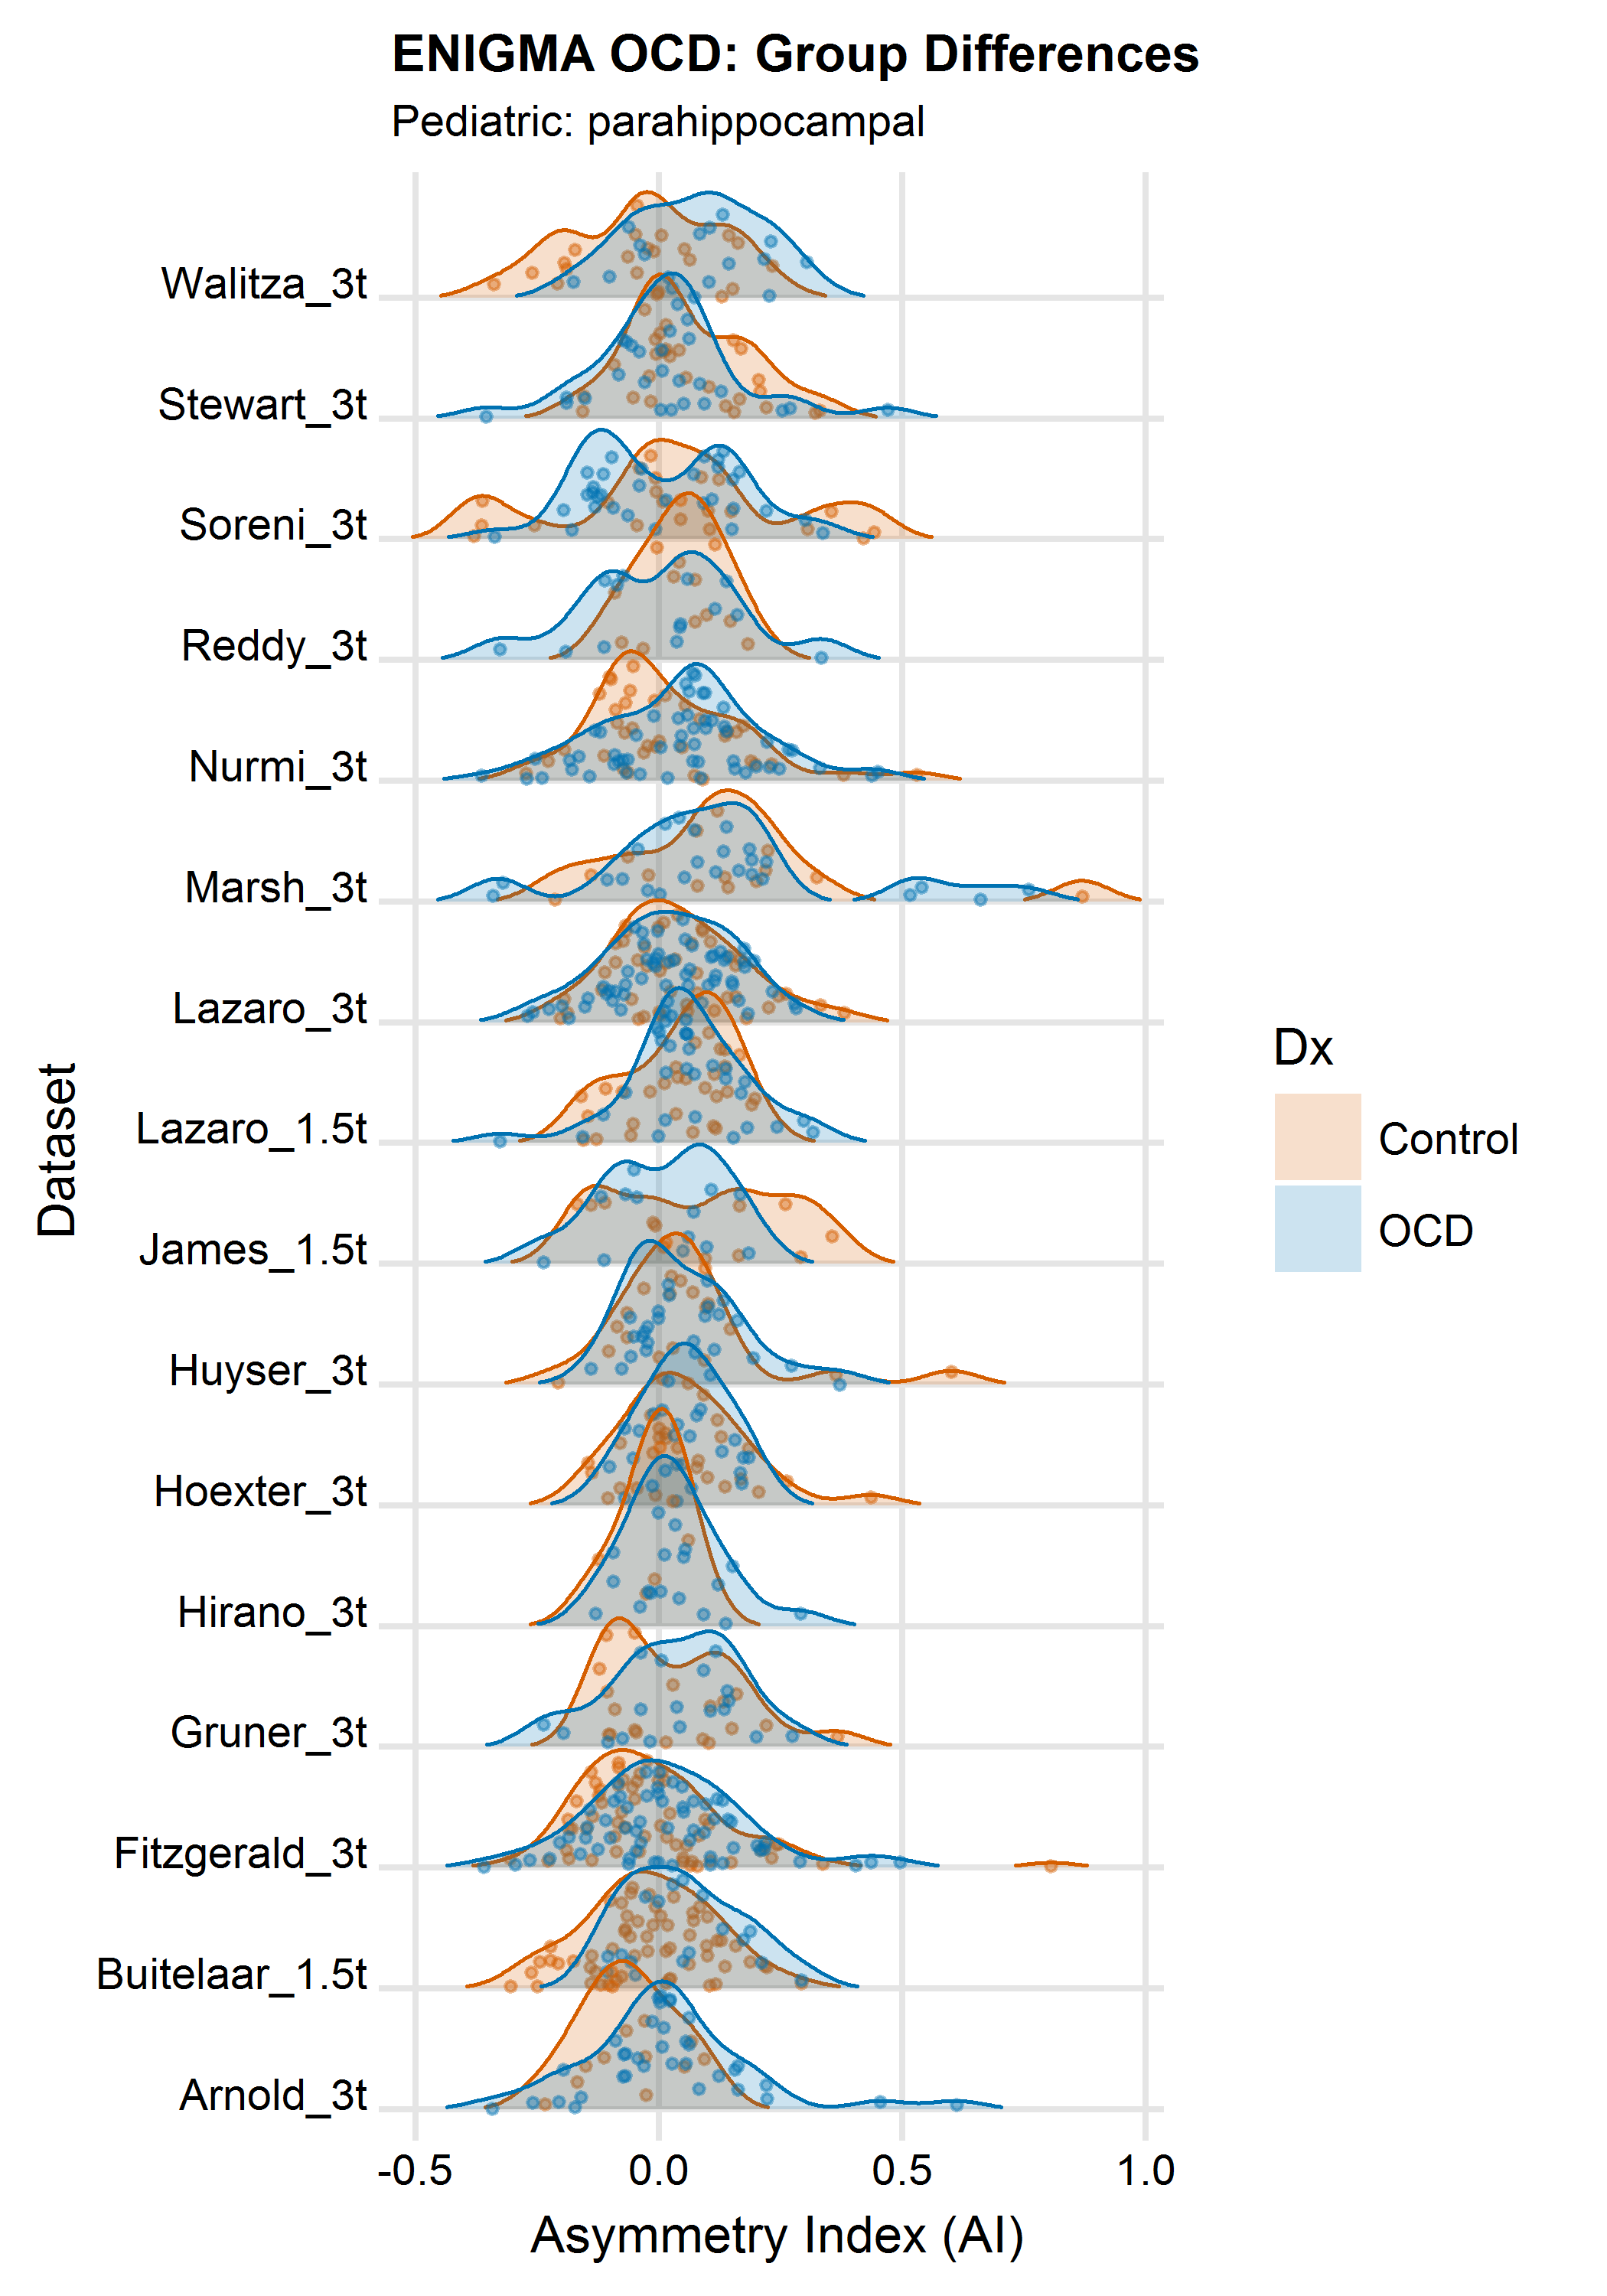 ENIGMA OCD: Group Differences
Pediatric: parahippocampal
Walitza_3t
Stewart_3t
Soreni_3t
Reddy_3t
Nurmi_3t
Marsh_3t
Lazaro_3t
Lazaro_1.5t
James_1.5t
Huyser_3t
Hoexter_3t
Hirano_3t
Gruner_3t
Fitzgerald_3t
Buitelaar_1.5t
Arnold_3t
Dataset
-0.5 0.0 0.5 1.0
Asymmetry Index (AI)
Dx
Control
OCD